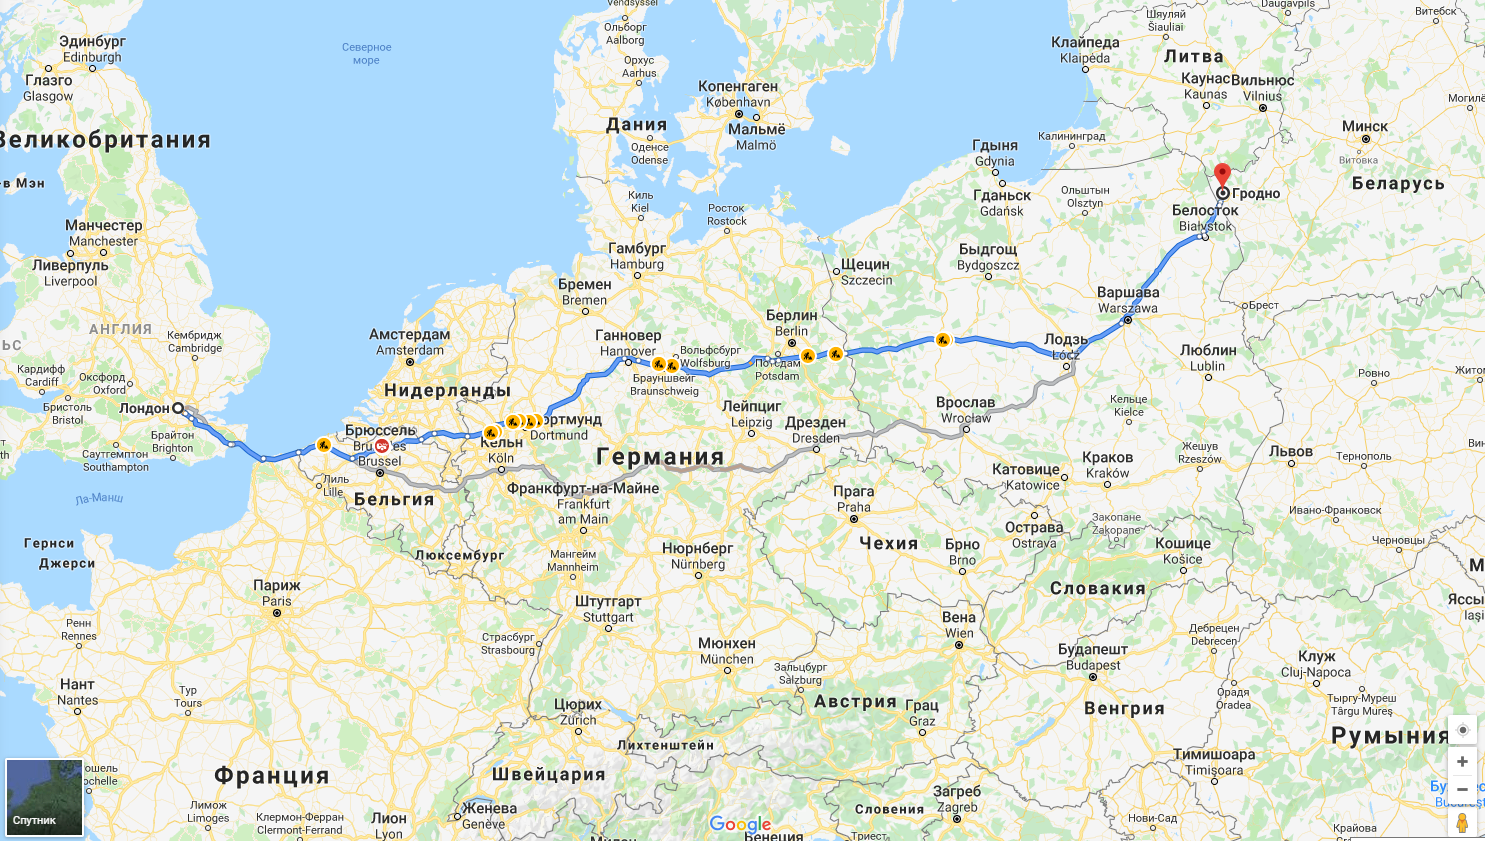 Vendsyssel
Daugavpils
Витебск
Шяуляй
Šiauliai
Ольборг
Aalborg
Эдинбург
Edinburgh
Северное
море
Клайпеда
Klaipėda
Литва
Глазго
Glasgow
Орхус
Aarhus
Каунас
Kaunas
Вильнюс
Vilnius
Копенгаген
København
Могилё
Великобритания
Дания
Мальмё
Malmö
Минск
Калининград
Оденсе
Odense
Гдыня
Gdynia
Витовка
-в Мэн
Беларусь
Гродно
Киль
Kiel
Гданьск
Gdańsk
Ольштын
Olsztyn
Росток
Rostock
Белосток
Białystok
Манчестер
Manchester
Гамбург
Hamburg
Быдгощ
Bydgoszcz
Ливерпуль
Liverpool
Щецин
Szczecin
Бремен
Bremen
Варшава
Warszawa
Брест
АНГЛИЯ
Берлин
Berlin
Кембридж
Cambridge
Амстердам
Amsterdam
Ганновер
Hannover
Лодзь
Łódź
ЬС
Вольфсбург
Wolfsburg
Люблин
Lublin
Кардифф
Cardiff
Оксфорд
Oxford
Потсдам
Potsdam
Брауншвейг
Braunschweig
Ровно
Житом
Нидерланды
Бристоль
Bristol
Лондон
Лейпциг
Leipzig
Вроцлав
Wrocław
Кельце
Kielce
Дортмунд
Dortmund
Дрезден
Dresden
Брайтон
Brighton
Брюссель
Brussel
Кёльн
Köln
Саутгемптон
Southampton
Жешув
Rzeszów
Вин
Львов
Германия
Краков
Kraków
Тернополь
Катовице
Katowice
Лилль
Lille
Бельгия
Франкфурт-на-Майне
Frankfurt
am Main
Прага
Praha
Ла-Манш
Ивано-Франковск
Закопане
Zakopane
Острава
Ostrava
Гернси
Чехия
Брно
Brno
Кошице
Košice
Черновцы
Люксембург
Нюрнберг
Nürnberg
Мангейм
Mannheim
Джерси
М
Париж
Paris
Словакия
Штутгарт
Stuttgart
Яссы
Iași
Вена
Wien
Ренн
Rennes
Дебрецен
Debrecen
Страсбург
Strasbourg
Мюнхен
München
Будапешт
Budapest
Клуж
Cluj-Napoca
Зальцбург
Salzburg
Нант
Nantes
Тур
Tours
Орадя
Oradea
Тыргу-Муреш
Târgu Mureș
Австрия
Грац
Graz
Цюрих
Zürich
Венгрия
Румыния
Лихтенштейн
Тимишоара
Timișoara
ошель
ochelle
Франция
Швейцария
Загреб
Zagreb
Словения
Лимож
Limoges
Женева
Genève
Клермон-Ферран
Clermont-Ferrand
Лион
Lyon
Спутник
Google
Венеция
Триест
Нови-Сад
Крайова